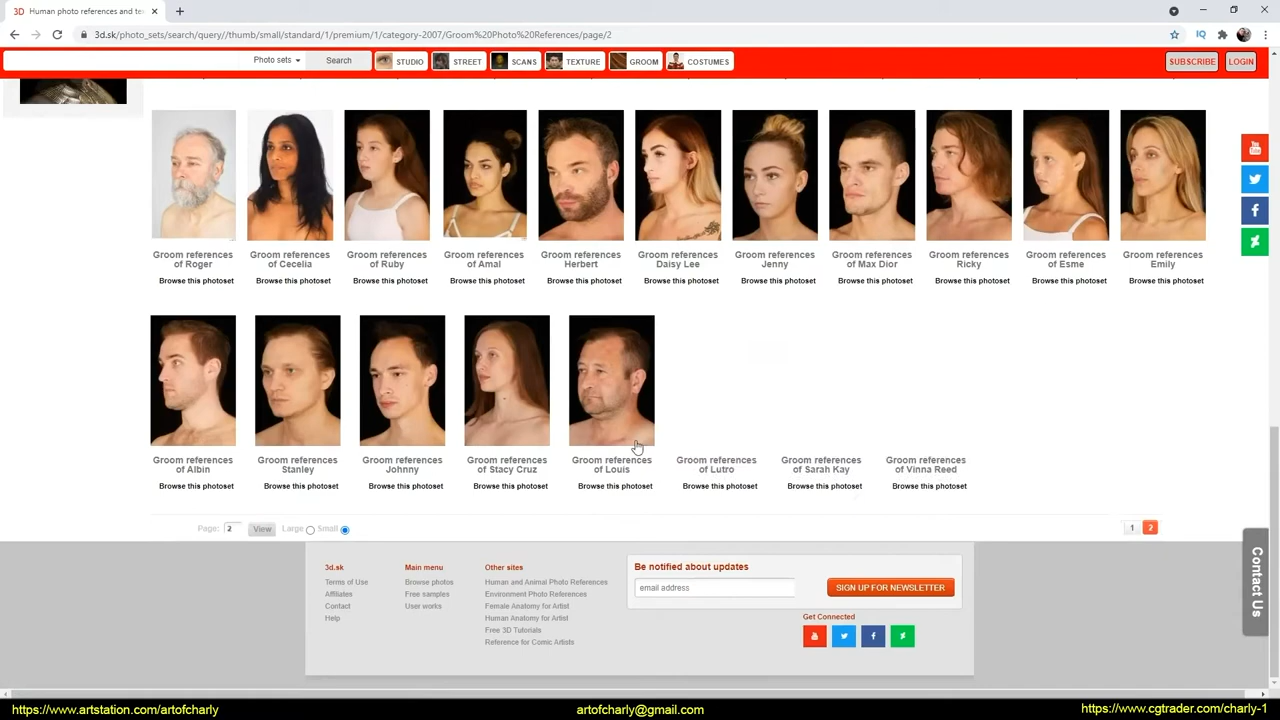 3D Human photo references and te:
3d.sk/photo_sets/search/query//thumb/small/standard/1/premium/1/category-2007/Groom%20Photo%20References/page/2
IQ
Photo sets Search STUDIO STREET SCANS TEXTURE GROOM COSTUMES SUBSCRIBE LOGIN
Groom references of Roger
Browse this photoset
Groom references of Cecelia
Browse this photoset
Groom references of Ruby
Browse this photoset
Groom references of Amal
Browse this photoset
Groom references Herbert
Browse this photoset
Groom references Daisy Lee
Browse this photoset
Groom references Jenny
Browse this photoset
Groom references of Max Dior
Browse this photoset
Groom references Ricky
Browse this photoset
Groom references of Esme
Browse this photoset
Groom references Emily
Browse this photoset
Groom references of Albin
Browse this photoset
Groom references Stanley
Browse this photoset
Groom references Johnny
Browse this photoset
Groom references of Stacy Cruz
Browse this photoset
Groom references of Louis
Browse this photoset
Groom references of Lutro
Browse this photoset
Groom references of Sarah Kay
Browse this photoset
Groom references of Vinna Reed
Browse this photoset
Page: 2 View Large Small 1 2
3d.sk
Terms of Use
Affiliates
Contact
Help
Main menu
Browse photos
Free samples
User works
Other sites
Human and Animal Photo References
Environment Photo References
Female Anatomy for Artist
Human Anatomy for Artist
Free 3D Tutorials
Reference for Comic Artists
Be notified about updates
email address SIGN UP FOR NEWSLETTER
Get Connected
Contact Us
https://www.artstation.com/artofcharly artofcharly@gmail.com https://www.cgtrader.com/charly-1